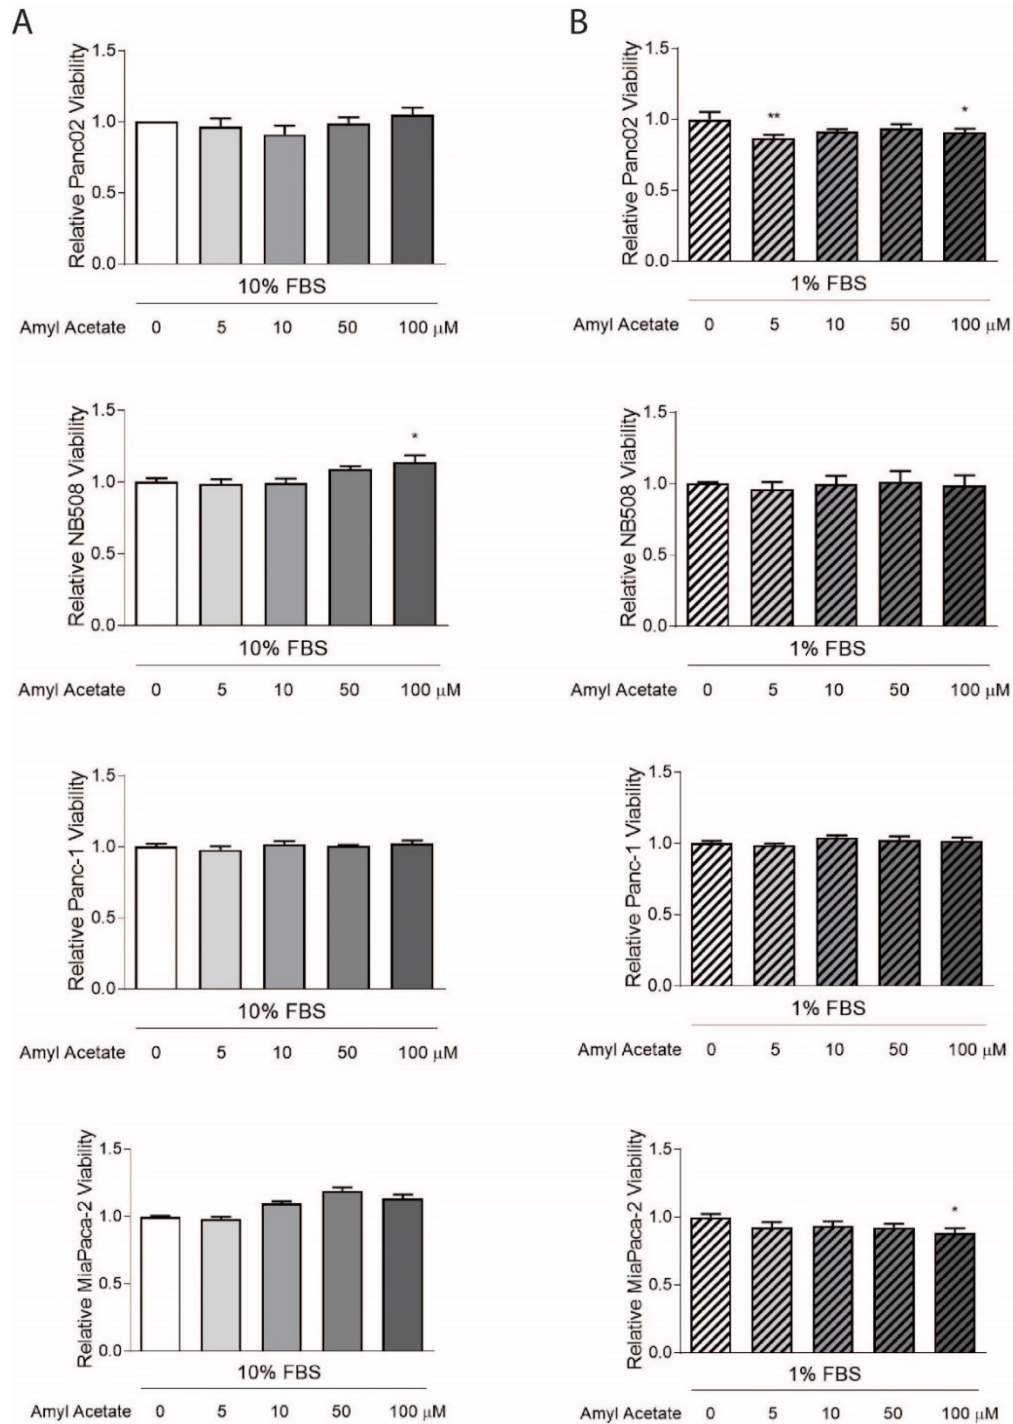 A
1.5
1.0
0.5
0.0
Relative Panc02 Viability
10% FBS
Amyl Acetate 0 5 10 50 100 μM
1.5
1.0
0.5
0.0
Relative NB508 Viability
*
10% FBS
Amyl Acetate 0 5 10 50 100 μM
1.5
1.0
0.5
0.0
Relative Panc-1 Viability
10% FBS
Amyl Acetate 0 5 10 50 100 μM
1.5
1.0
0.5
0.0
Relative MiaPaca-2 Viability
10% FBS
Amyl Acetate 0 5 10 50 100 μM
B
1.5
1.0
0.5
0.0
Relative Panc02 Viability
** *
1% FBS
Amyl Acetate 0 5 10 50 100 μM
1.5
1.0
0.5
0.0
Relative NB508 Viability
1% FBS
Amyl Acetate 0 5 10 50 100 μM
1.5
1.0
0.5
0.0
Relative Panc-1 Viability
1% FBS
Amyl Acetate 0 5 10 50 100 μM
1.5
1.0
0.5
0.0
Relative MiaPaca-2 Viability
*
1% FBS
Amyl Acetate 0 5 10 50 100 μM